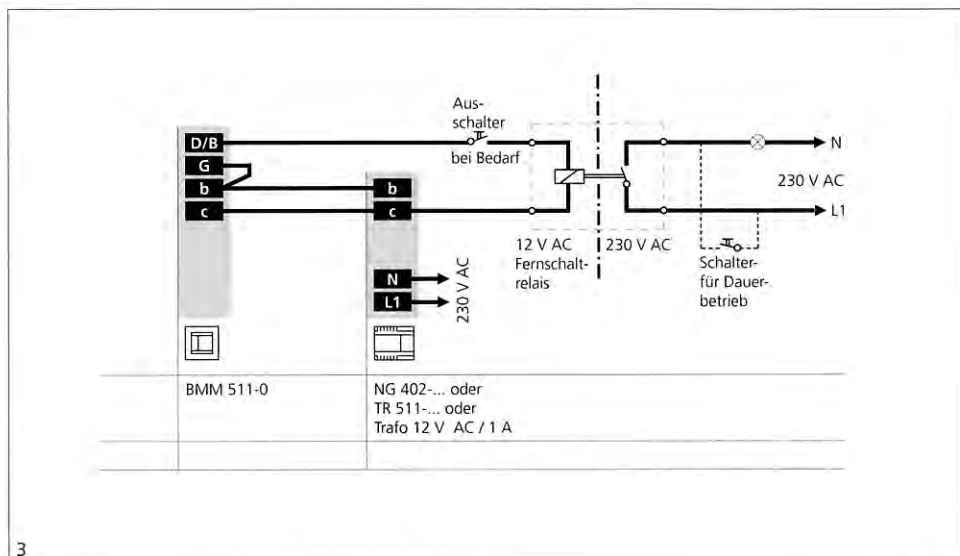 Aus-
schalter
bei Bedarf
D/B
G
b
c
b
c
N
L1
230 V AC
12 V AC
Fernschalt-
relais
230 V AC
N
230 V AC
L1
Schalter-
für Dauer-
betrieb
BMM 511-0
NG 402-... oder
TR 511-... oder
Trafo 12 V AC / 1 A
3